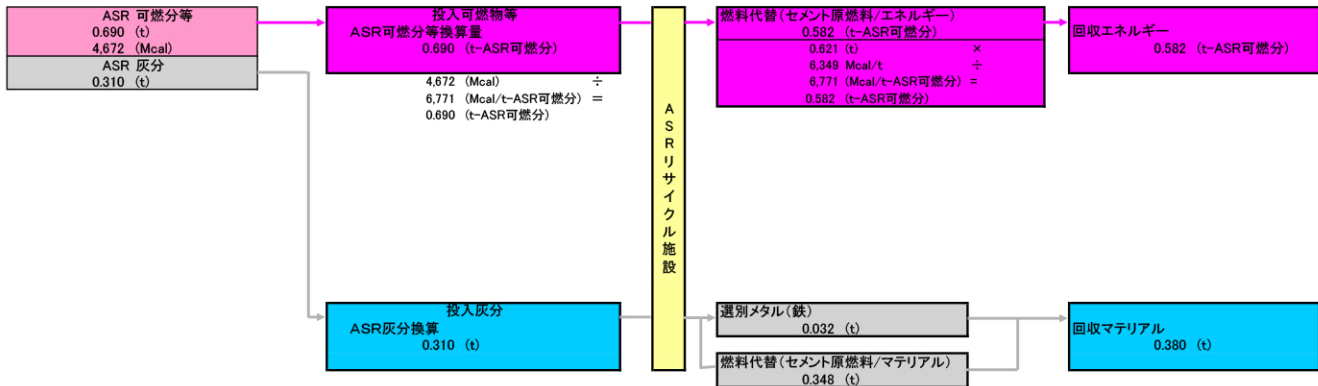 ASR 可燃分等
0.690 (t)
4,672 (Mcal)
ASR 灰分
0.310 (t)
投入可燃物等
ASR可燃分等換算量
0.690 (t-ASR可燃分)
4,672 (Mcal) ÷
6,771 (Mcal/t-ASR可燃分) =
0.690 (t-ASR可燃分)
投入灰分
ASR灰分換算
0.310 (t)
ASRリサイクル施設
燃料代替(セメント原燃料/エネルギー)
0.582 (t-ASR可燃分)
0.621 (t) ×
6,349 Mcal/t ÷
6,771 (Mcal/t-ASR可燃分) =
0.582 (t-ASR可燃分)
選別メタル(鉄)
0.032 (t)
燃料代替(セメント原燃料/マテリアル)
0.348 (t)
回収エネルギー
0.582 (t-ASR可燃分)
回収マテリアル
0.380 (t)